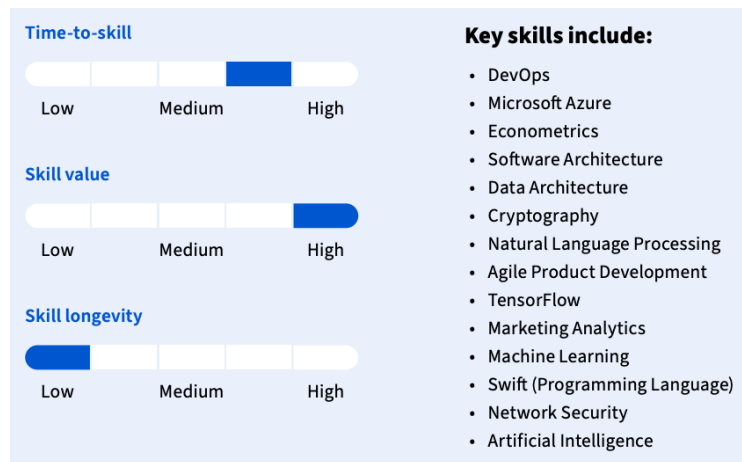 Time-to-skill
Low Medium High
Skill value
Low Medium High
Skill longevity
Low Medium High
Key skills include:
• DevOps
• Microsoft Azure
• Econometrics
• Software Architecture
• Data Architecture
• Cryptography
• Natural Language Processing
• Agile Product Development
• TensorFlow
• Marketing Analytics
• Machine Learning
• Swift (Programming Language)
• Network Security
• Artificial Intelligence